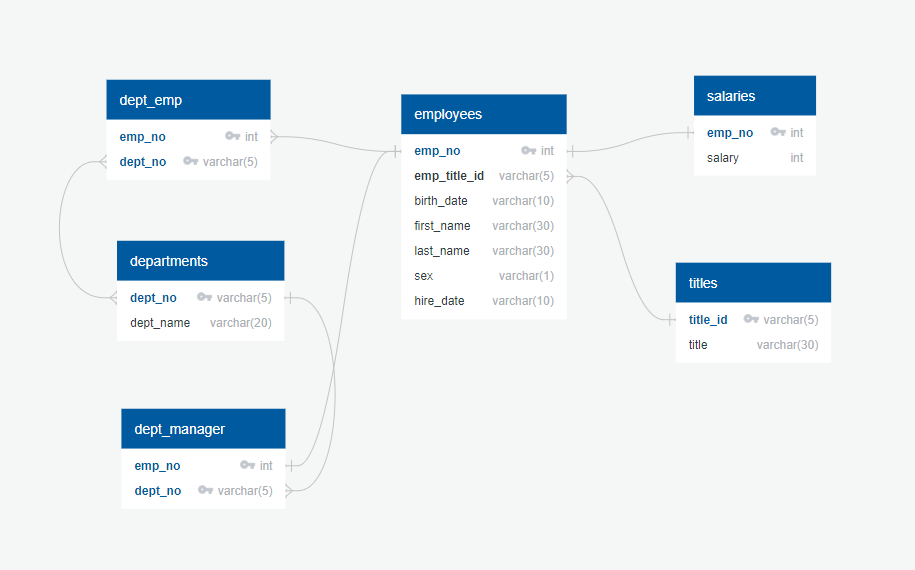 dept_emp
emp_no int
dept_no varchar(5)
departments
dept_no varchar(5)
dept_name varchar(20)
dept_manager
emp_no int
dept_no varchar(5)
employees
emp_no int
emp_title_id varchar(5)
birth_date varchar(10)
first_name varchar(30)
last_name varchar(30)
sex varchar(1)
hire_date varchar(10)
salaries
emp_no int
salary int
titles
title_id varchar(5)
title varchar(30)